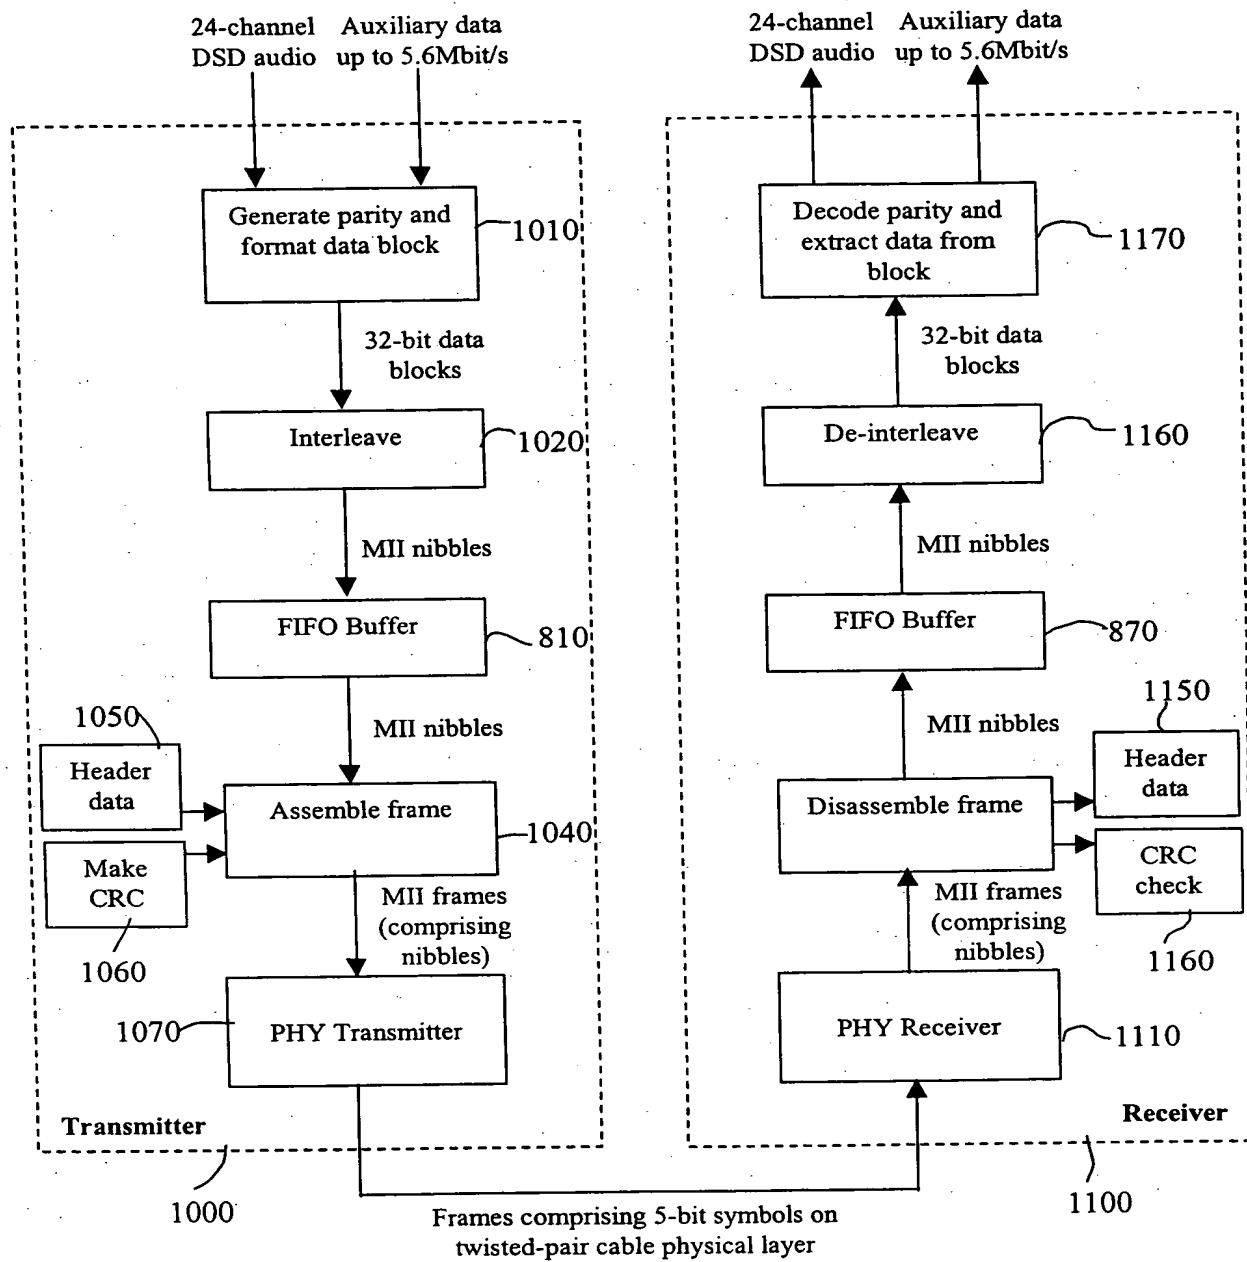 24-channel
DSD audio
Auxiliary data
up to 5.6Mbit/s
Generate parity and
format data block
1010
32-bit data
blocks
Interleave
1020
MII nibbles
FIFO Buffer
810
MII nibbles
1050
Header
data
Assemble frame
1040
Make
CRC
1060
MII frames
(comprising
nibbles)
1070
PHY Transmitter
Transmitter
1000
24-channel
DSD audio
Auxiliary data
up to 5.6Mbit/s
Decode parity and
extract data from
block
1170
32-bit data
blocks
De-interleave
1160
MII nibbles
FIFO Buffer
870
MII nibbles
1150
Header
data
Disassemble frame
CRC
check
1160
MII frames
(comprising
nibbles)
PHY Receiver
1110
Receiver
1100
Frames comprising 5-bit symbols on
twisted-pair cable physical layer